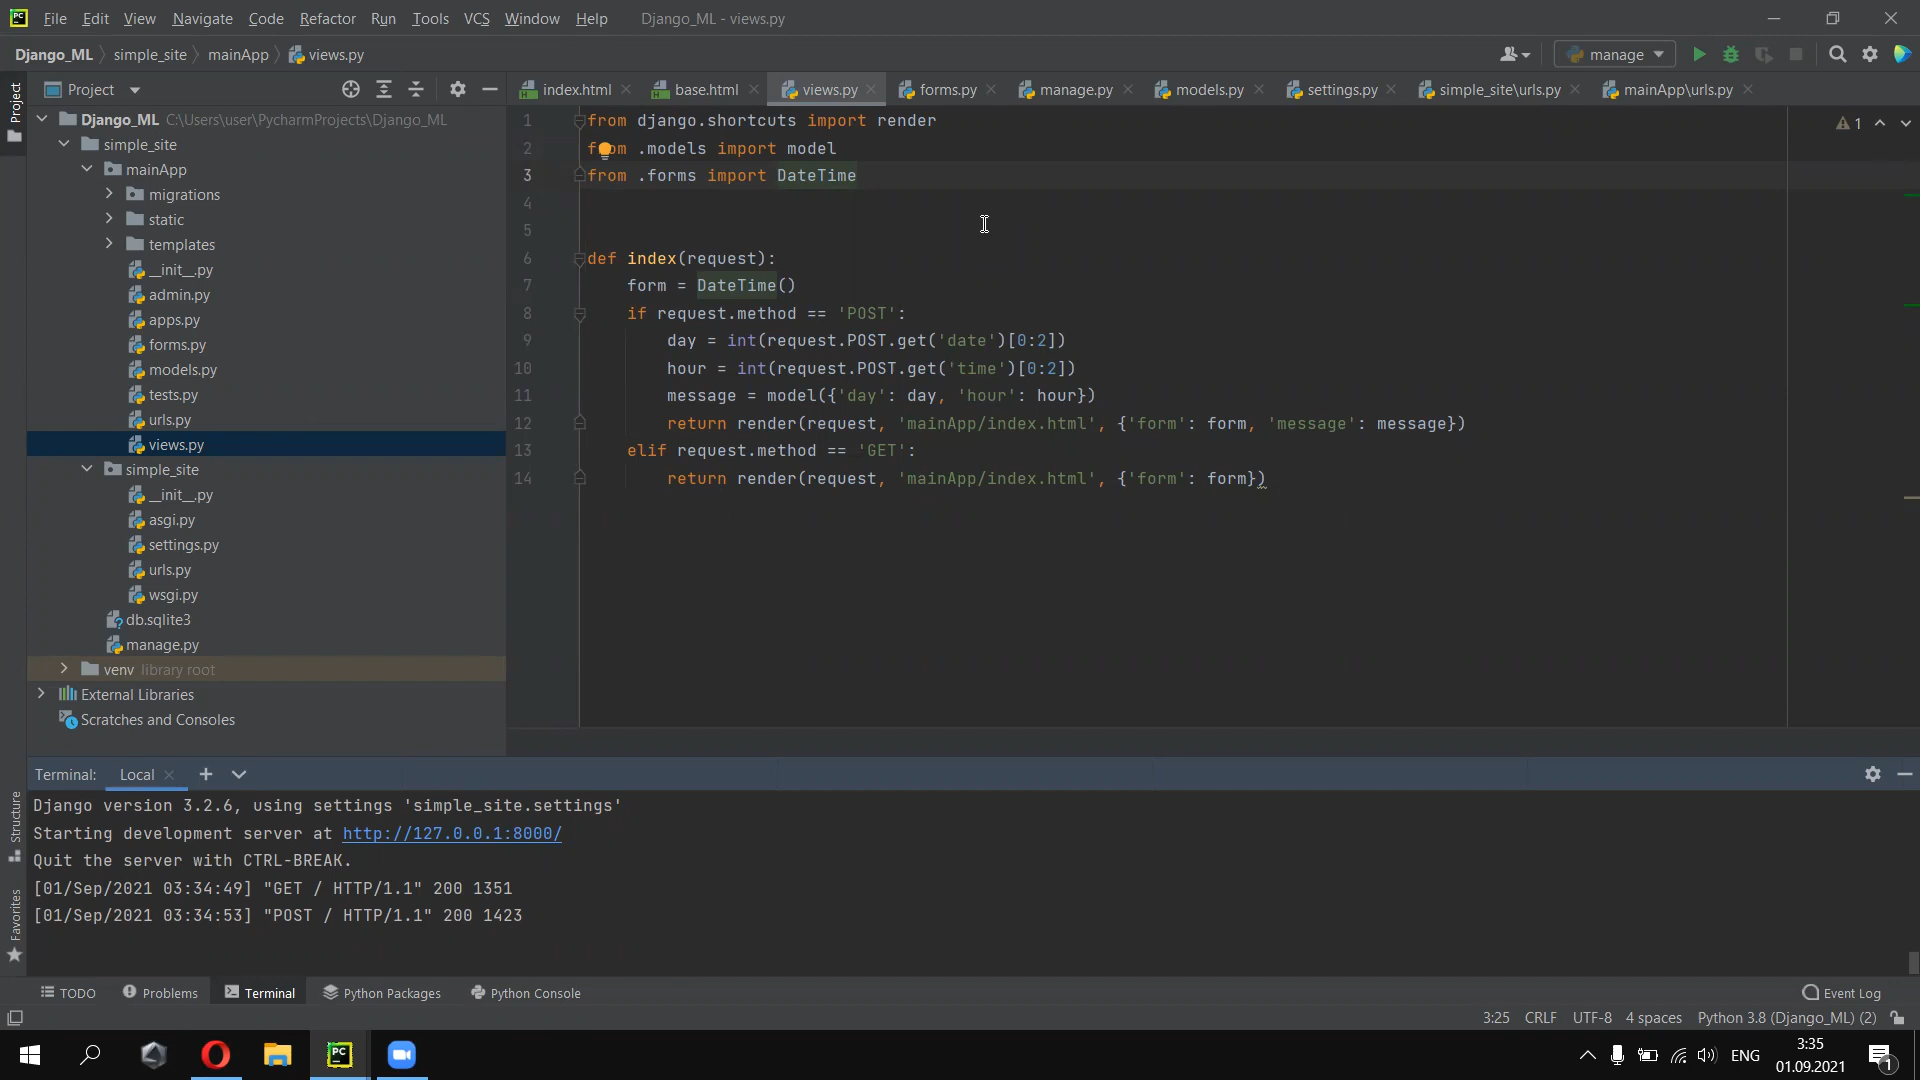 File Edit View Navigate Code Refactor Run Tools VCS Window Help Django_ML - views.py
Django_ML simple_site mainApp views.py manage
Project
index.html base.html views.py forms.py manage.py models.py settings.py simple_site\urls.py mainApp\urls.py
Project
Django_ML C:\Users\user\PycharmProjects\Django_ML
simple_site
mainApp
migrations
static
templates
__init__.py
admin.py
apps.py
forms.py
models.py
tests.py
urls.py
views.py
simple_site
__init__.py
asgi.py
settings.py
urls.py
wsgi.py
db.sqlite3
manage.py
venv library root
External Libraries
Scratches and Consoles
1 from django.shortcuts import render
2 from .models import model
3 from .forms import DateTime
4
5
6 def index(request):
7 form = DateTime()
8 if request.method == 'POST':
9 day = int(request.POST.get('date')[0:2])
10 hour = int(request.POST.get('time')[0:2])
11 message = model({'day': day, 'hour': hour})
12 return render(request, 'mainApp/index.html', {'form': form, 'message': message})
13 elif request.method == 'GET':
14 return render(request, 'mainApp/index.html', {'form': form})
1
Structure
Favorites
Terminal: Local
Django version 3.2.6, using settings 'simple_site.settings'
Starting development server at http://127.0.0.1:8000/
Quit the server with CTRL-BREAK.
[01/Sep/2021 03:34:49] "GET / HTTP/1.1" 200 1351
[01/Sep/2021 03:34:53] "POST / HTTP/1.1" 200 1423
TODO Problems Terminal Python Packages Python Console Event Log
3:25 CRLF UTF-8 4 spaces Python 3.8 (Django_ML) (2)
PC
ENG
3:35
01.09.2021
1